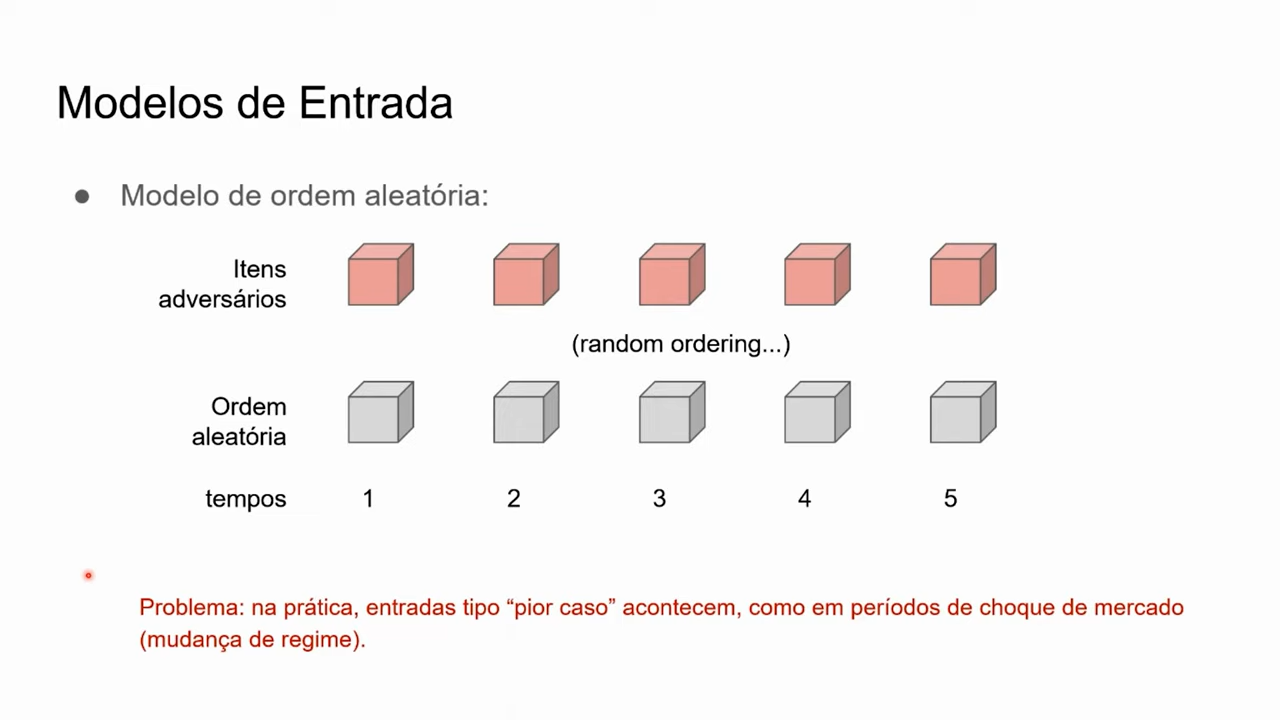 Modelos de Entrada
● Modelo de ordem aleatória:
Itens
adversários
(random ordering...)
Ordem
aleatória
tempos 1 2 3 4 5
Problema: na prática, entradas tipo “pior caso” acontecem, como em períodos de choque de mercado
(mudança de regime).